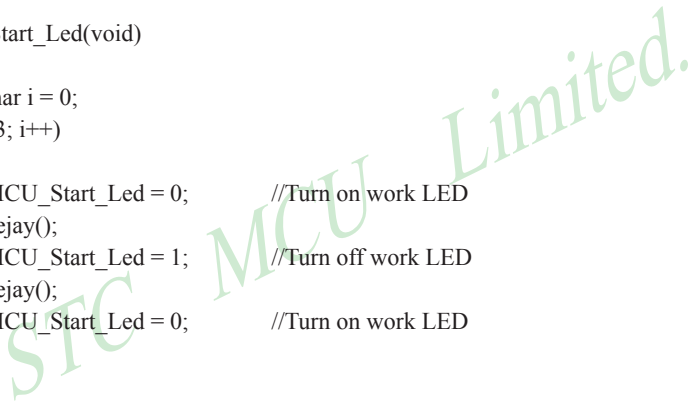 tart_Led(void)
ar i = 0;
3; i++)
MCU_Start_Led = 0; //Turn on work LED
ejay();
MCU_Start_Led = 1; //Turn off work LED
ejay();
MCU_Start_Led = 0; //Turn on work LED
STC MCU Limited.